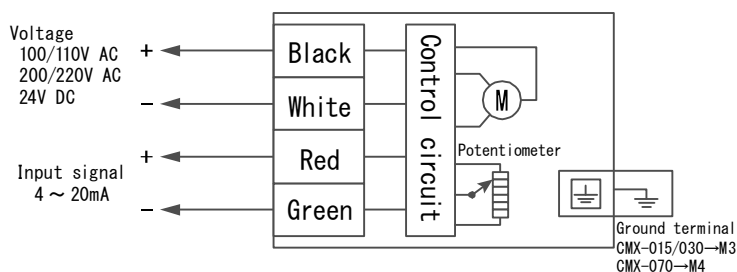 Voltage
100/110V AC
200/220V AC
24V DC
+
−
Input signal
4 ~ 20mA
+
−
Black
White
Red
Green
Control circuit
M
Potentiometer
Ground terminal
CMX-015/030→M3
CMX-070→M4